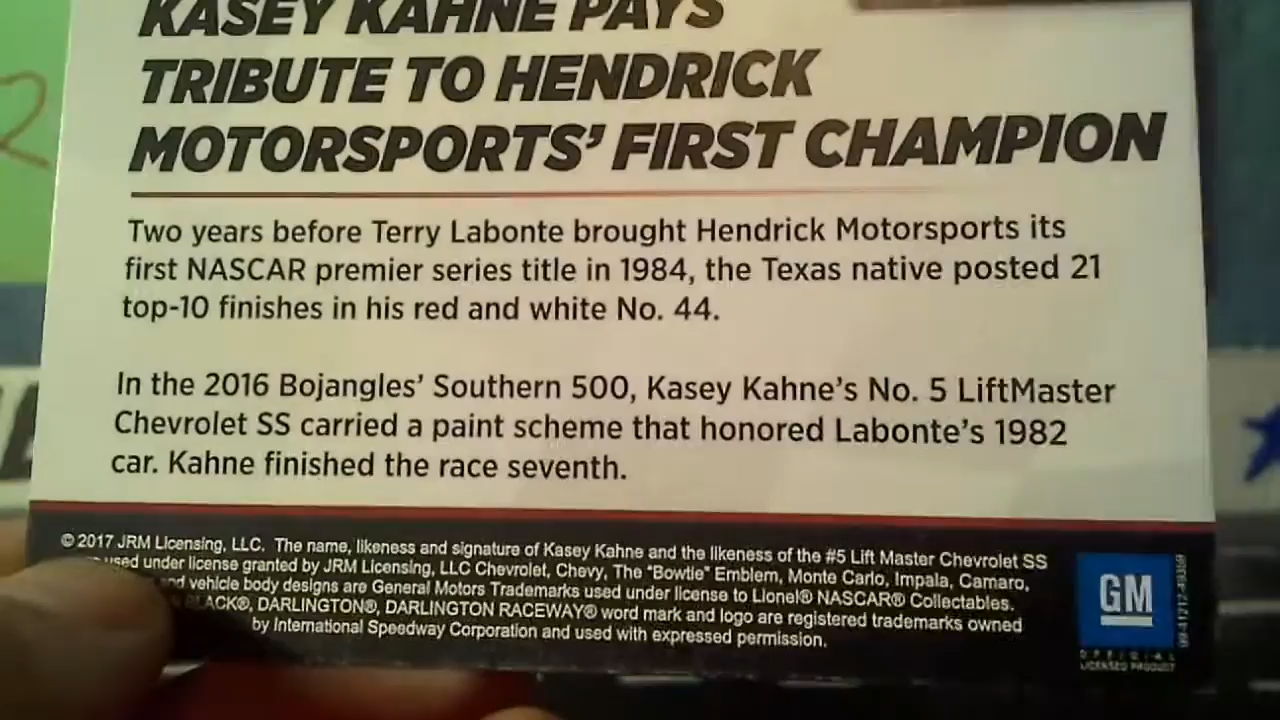 KASEY KAHNE PAYS
TRIBUTE TO HENDRICK
MOTORSPORTS' FIRST CHAMPION
Two years before Terry Labonte brought Hendrick Motorsports its
first NASCAR premier series title in 1984, the Texas native posted 21
top-10 finishes in his red and white No. 44.
In the 2016 Bojangles' Southern 500, Kasey Kahne's No. 5 LiftMaster
Chevrolet SS carried a paint scheme that honored Labonte's 1982
car. Kahne finished the race seventh.
© 2017 JRM Licensing, LLC. The name, likeness and signature of Kasey Kahne and the likeness of the #5 Lift Master Chevrolet SS
used under license granted by JRM Licensing, LLC Chevrolet, Chevy, The "Bowtie" Emblem, Monte Carlo, Impala, Camaro,
and vehicle body designs are General Motors Trademarks used under license to Lionel® NASCAR® Collectables.
BLACK®, DARLINGTON®, DARLINGTON RACEWAY® word mark and logo are registered trademarks owned
by International Speedway Corporation and used with expressed permission.
GM
OFFICIAL
LICENSED PRODUCT
2